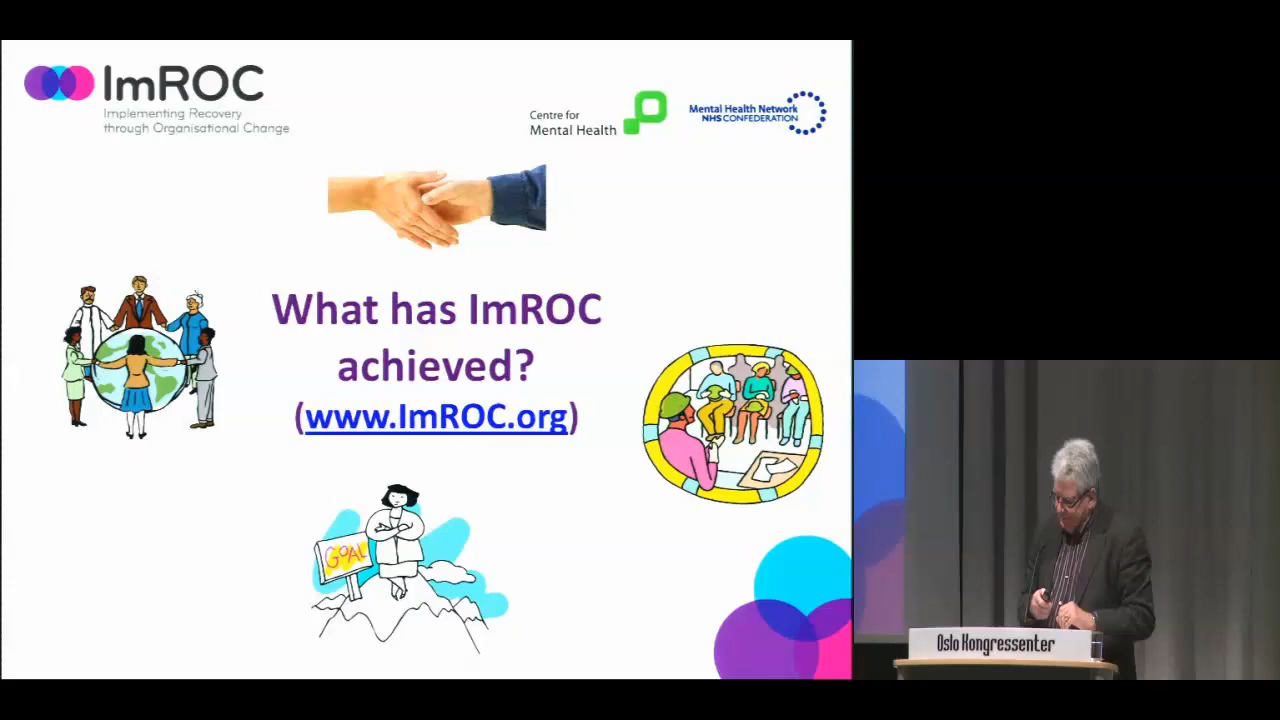 ImROC
Implementing Recovery
through Organisational Change
Centre for
Mental Health
Mental Health Network
NHS CONFEDERATION
What has ImROC
achieved?
(www.ImROC.org)
GOAL
Oslo Kongressenter